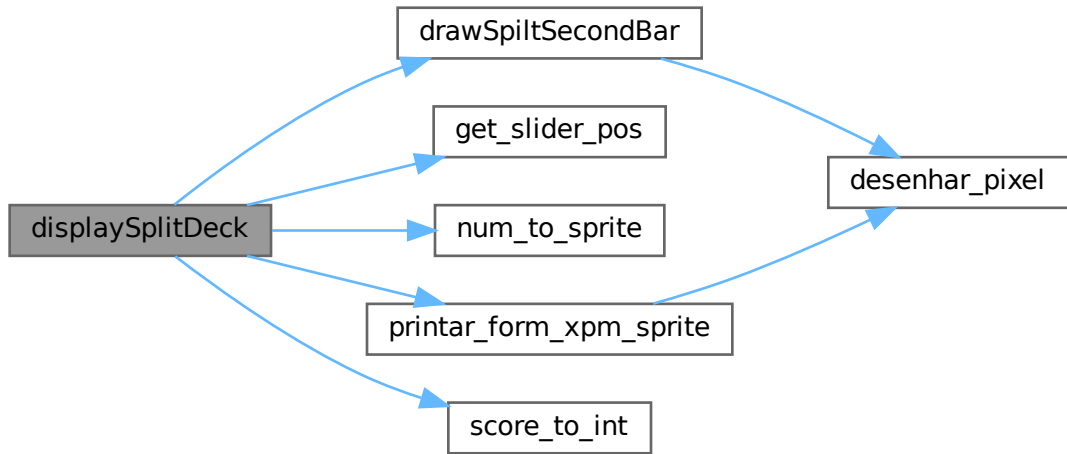 drawSpiltSecondBar
get_slider_pos
desenhar_pixel
displaySplitDeck
num_to_sprite
printar_form_xpm_sprite
score_to_int